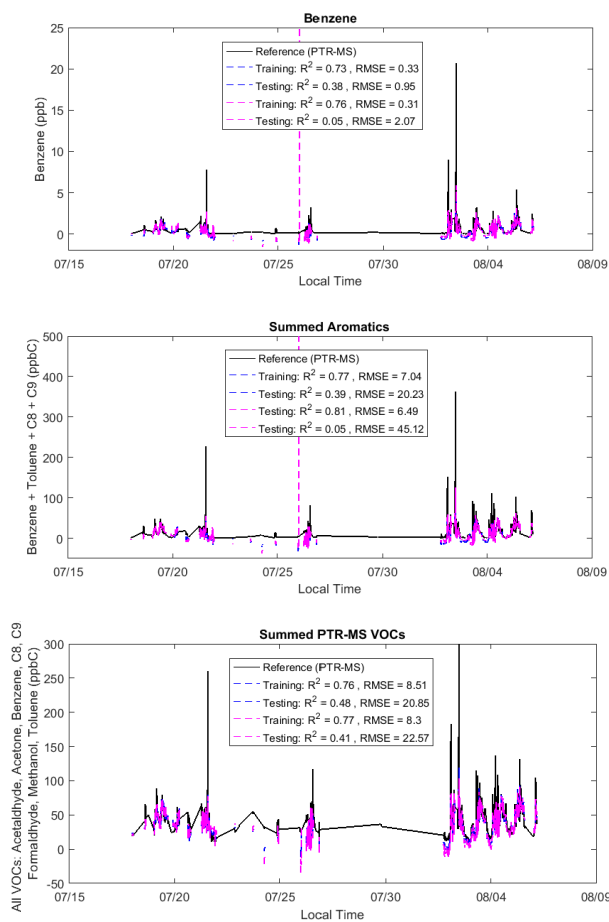 Benzene
25
20
15
10
5
0
Benzene (ppb)
Reference (PTR-MS)
Training: R² = 0.73 , RMSE = 0.33
Testing: R² = 0.38 , RMSE = 0.95
Training: R² = 0.76 , RMSE = 0.31
Testing: R² = 0.05 , RMSE = 2.07
07/15 07/20 07/25 07/30 08/04 08/09
Local Time
Summed Aromatics
500
400
300
200
100
0
Benzene + Toluene + C8 + C9 (ppbC)
Reference (PTR-MS)
Training: R² = 0.77 , RMSE = 7.04
Testing: R² = 0.39 , RMSE = 20.23
Testing: R² = 0.81 , RMSE = 6.49
Testing: R² = 0.05 , RMSE = 45.12
07/15 07/20 07/25 07/30 08/04 08/09
Local Time
Summed PTR-MS VOCs
300
250
200
150
100
50
0
-50
All VOCs: Acetaldhyde, Acetone, Benzene, C8, C9
Formaldhyde, Methanol, Toluene (ppbC)
Reference (PTR-MS)
Training: R² = 0.76 , RMSE = 8.51
Testing: R² = 0.48 , RMSE = 20.85
Training: R² = 0.77 , RMSE = 8.3
Testing: R² = 0.41 , RMSE = 22.57
07/15 07/20 07/25 07/30 08/04 08/09
Local Time